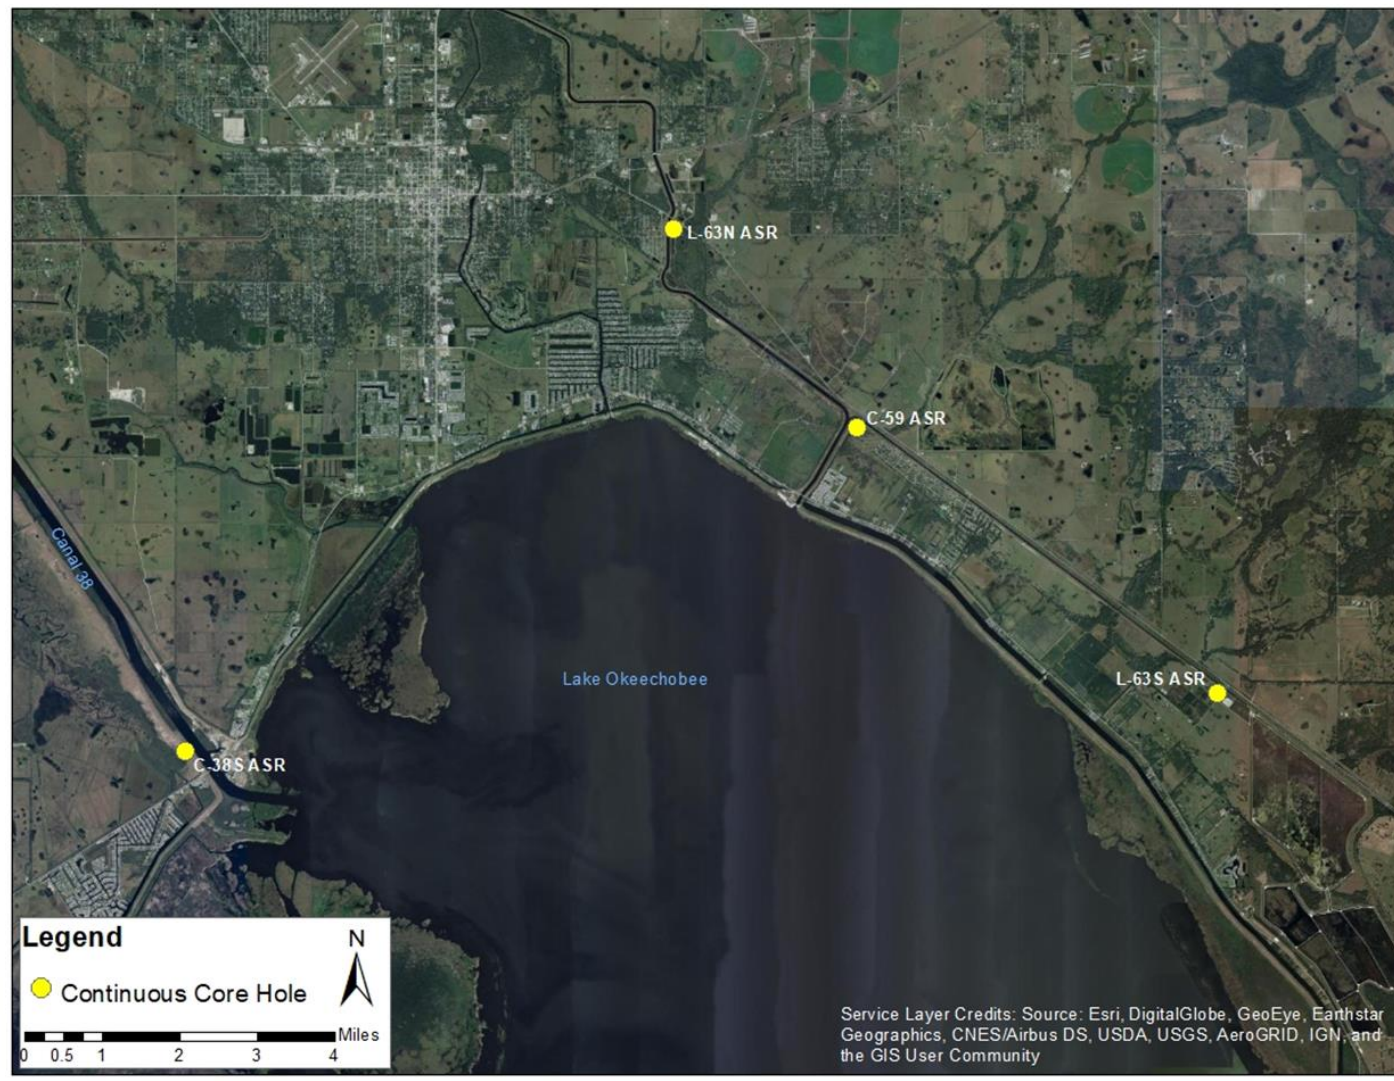 L-63N ASR
C-59 ASR
Canal 38
Lake Okeechobee
L-63S ASR
C-38S ASR
Legend
N
Continuous Core Hole
Miles
0 0.5 1 2 3 4
Service Layer Credits: Source: Esri, DigitalGlobe, GeoEye, Earthstar
Geographics, CNES/Airbus DS, USDA, USGS, AeroGRID, IGN, and
the GIS User Community